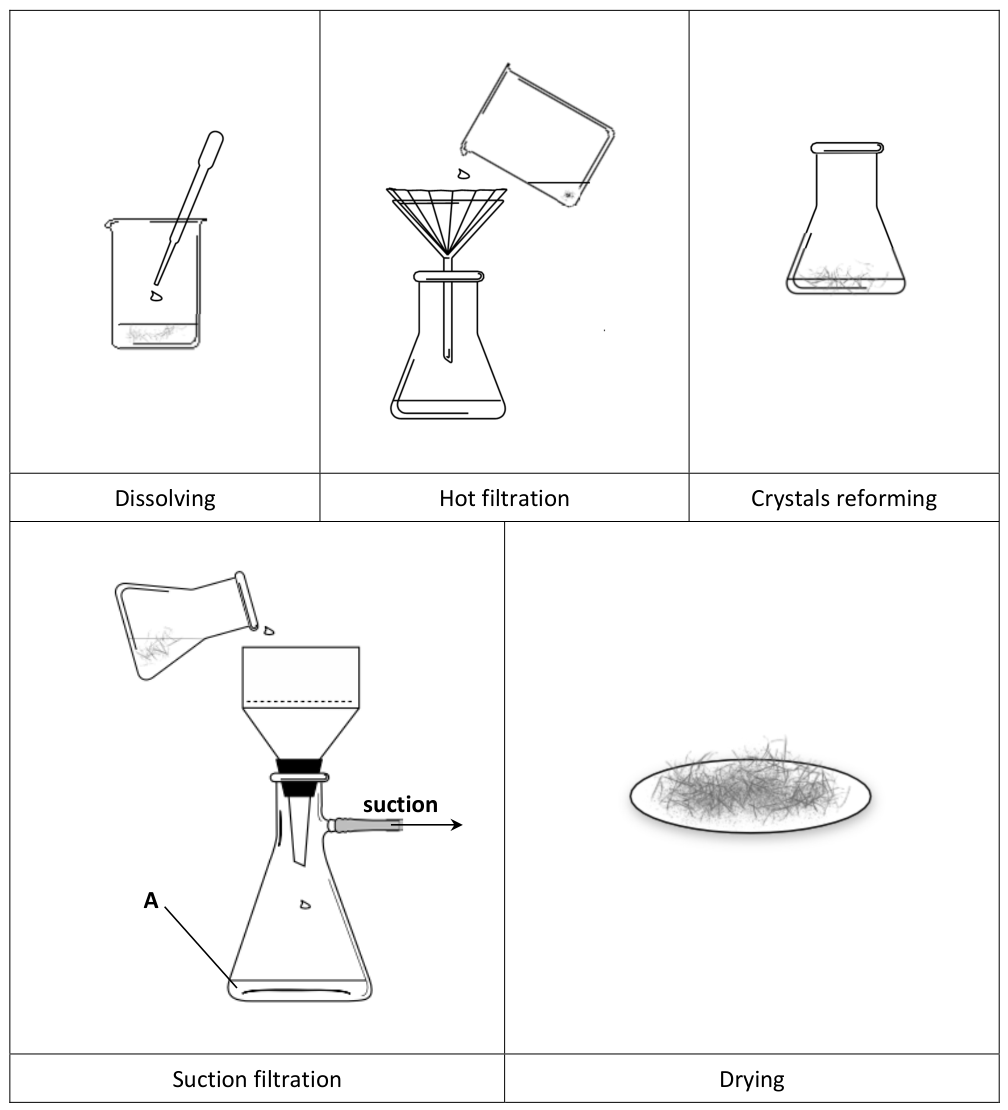 Dissolving
Hot filtration
Crystals reforming
suction
A
Suction filtration
Drying